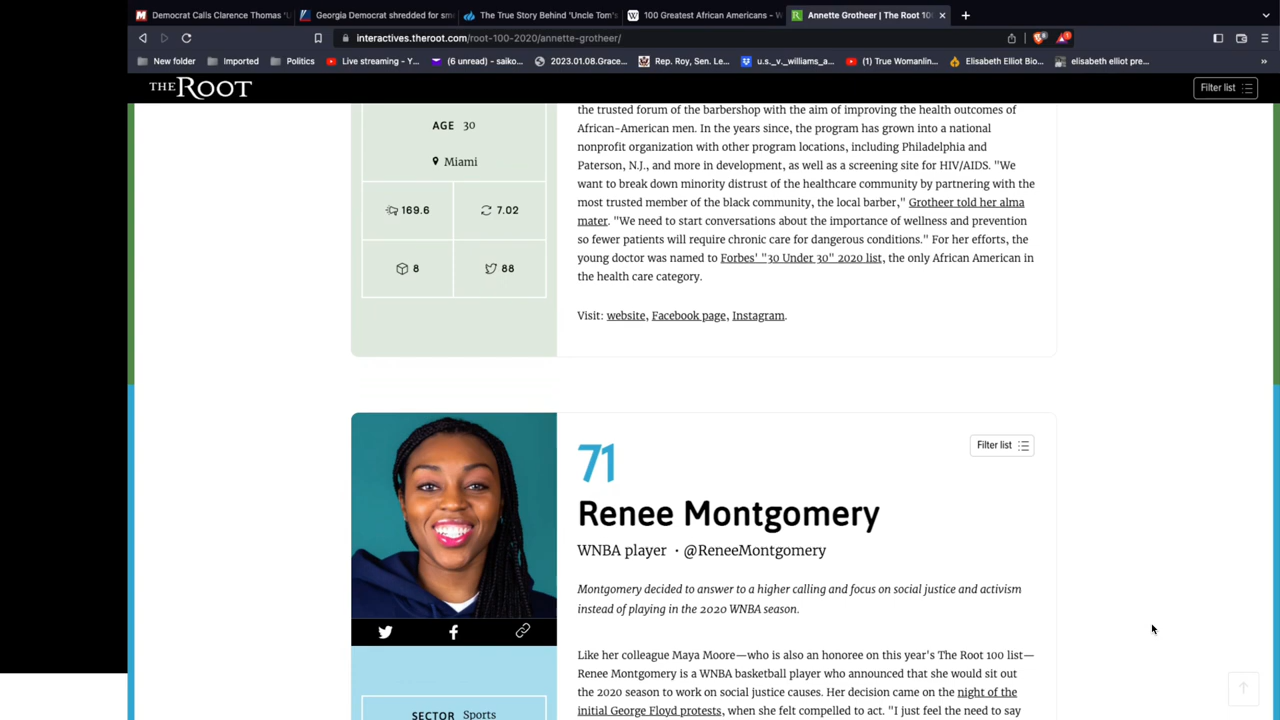 Democrat Calls Clarence Thomas 'U
Georgia Democrat shredded for sm
The True Story Behind 'Uncle Tom's
100 Greatest African Americans - W
Annette Grotheer | The Root 10
interactives.theroot.com/root-100-2020/annette-grotheer/
New folder
Imported
Politics
Live streaming - Y...
(6 unread) - saiko...
2023.01.08.Grace...
Rep. Roy, Sen. Le...
u.s._v._williams_a...
(1) True Womanlin...
Elisabeth Elliot Bio...
elisabeth elliot pre...
THE ROOT
Filter list
AGE 30
Miami
169.6
7.02
8
88
the trusted forum of the barbershop with the aim of improving the health outcomes of
African-American men. In the years since, the program has grown into a national
nonprofit organization with other program locations, including Philadelphia and
Paterson, N.J., and more in development, as well as a screening site for HIV/AIDS. "We
want to break down minority distrust of the healthcare community by partnering with the
most trusted member of the black community, the local barber," Grotheer told her alma
mater. "We need to start conversations about the importance of wellness and prevention
so fewer patients will require chronic care for dangerous conditions." For her efforts, the
young doctor was named to Forbes' "30 Under 30" 2020 list, the only African American in
the health care category.
Visit: website, Facebook page, Instagram.
71
Filter list
Renee Montgomery
WNBA player · @ReneeMontgomery
Montgomery decided to answer to a higher calling and focus on social justice and activism
instead of playing in the 2020 WNBA season.
Like her colleague Maya Moore—who is also an honoree on this year's The Root 100 list—
Renee Montgomery is a WNBA basketball player who announced that she would sit out
the 2020 season to work on social justice causes. Her decision came on the night of the
initial George Floyd protests, when she felt compelled to act. "I just feel the need to say
SECTOR Sports